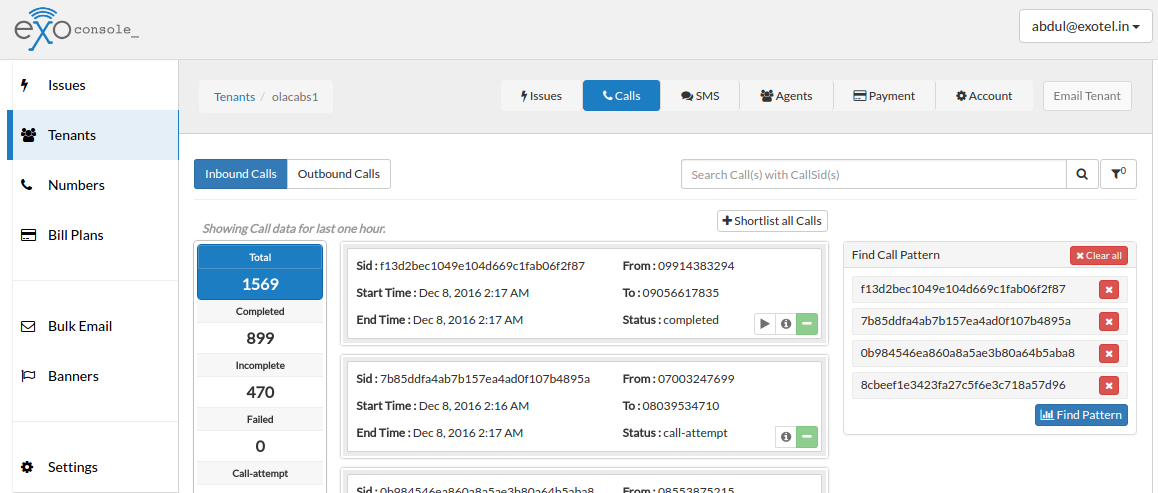 exo console_
abdul@exotel.in
Issues
Tenants
Numbers
Bill Plans
Bulk Email
Banners
Settings
Tenants / olacabs1
Issues
Calls
SMS
Agents
Payment
Account
Email Tenant
Inbound Calls
Outbound Calls
Search Call(s) with CallSid(s)
0
Showing Call data for last one hour.
Shortlist all Calls
Total
1569
Completed
899
Incomplete
470
Failed
0
Call-attempt
Sid : f13d2bec1049e104d669c1fab06f2f87
From : 09914383294
Start Time : Dec 8, 2016 2:17 AM
To : 09056617835
End Time : Dec 8, 2016 2:17 AM
Status : completed
Sid : 7b85ddfa4ab7b157ea4ad0f107b4895a
From : 07003247699
Start Time : Dec 8, 2016 2:16 AM
To : 08039534710
End Time : Dec 8, 2016 2:17 AM
Status : call-attempt
Sid : 0b984546ea860a8a5ae3b80a64b5aba8
From : 08553875215
Find Call Pattern
Clear all
f13d2bec1049e104d669c1fab06f2f87
7b85ddfa4ab7b157ea4ad0f107b4895a
0b984546ea860a8a5ae3b80a64b5aba8
8cbeef1e3423fa27c5f6e3c718a57d96
Find Pattern